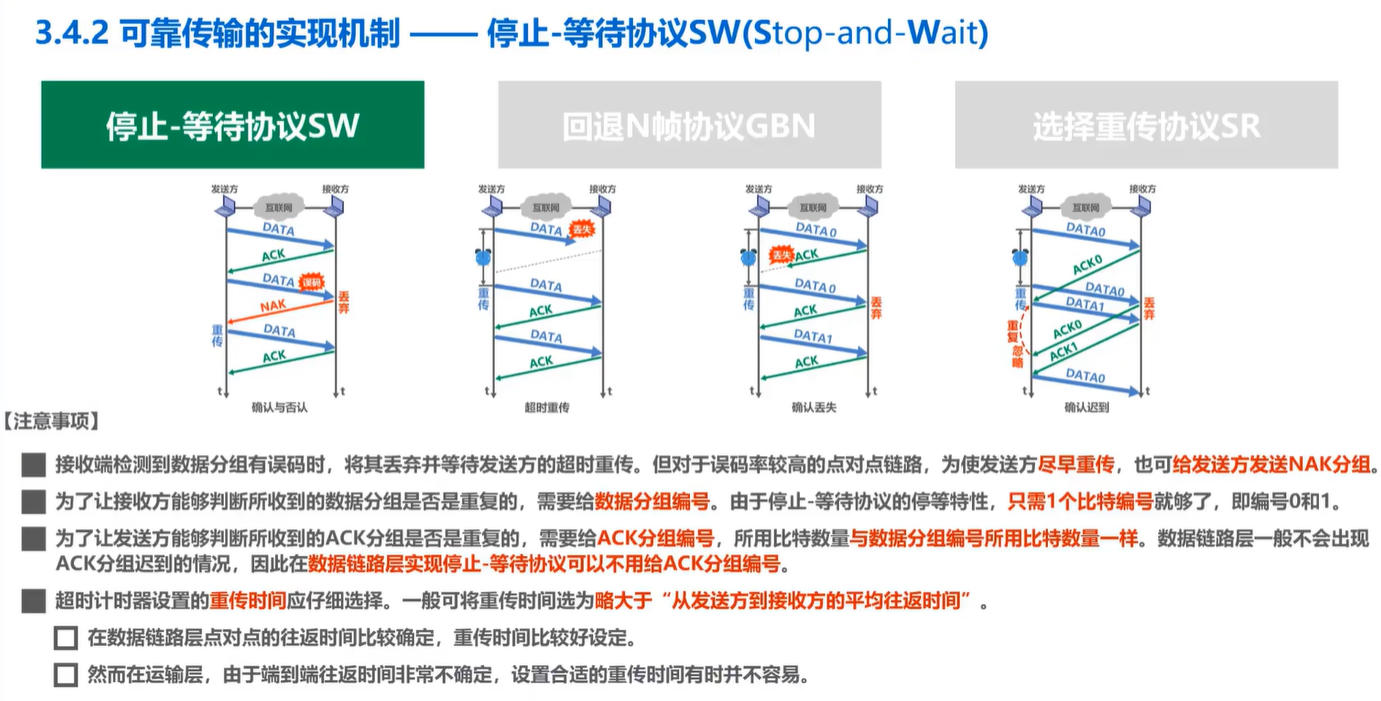 3.4.2 可靠传输的实现机制 —— 停止-等待协议SW(Stop-and-Wait)
停止-等待协议SW
回退N帧协议GBN
选择重传协议SR
发送方
接收方
互联网
DATA
ACK
DATA
误码
NAK
丢弃
重传
DATA
ACK
t
t
确认与否认
发送方
接收方
互联网
DATA
丢失
重传
DATA
ACK
DATA
ACK
t
t
超时重传
发送方
接收方
互联网
DATA0
丢失
ACK
重传
DATA0
丢弃
ACK
DATA1
ACK
t
t
确认丢失
发送方
接收方
互联网
DATA0
ACK0
重传
DATA0
DATA1
丢弃
重复
忽略
ACK0
ACK1
DATA0
t
t
确认迟到
【注意事项】
接收端检测到数据分组有误码时，将其丢弃并等待发送方的超时重传。但对于误码率较高的点对点链路，为使发送方尽早重传，也可给发送方发送NAK分组。
为了让接收方能够判断所收到的数据分组是否是重复的，需要给数据分组编号。由于停止-等待协议的停等特性，只需1个比特编号就够了，即编号0和1。
为了让发送方能够判断所收到的ACK分组是否是重复的，需要给ACK分组编号，所用比特数量与数据分组编号所用比特数量一样。数据链路层一般不会出现
ACK分组迟到的情况，因此在数据链路层实现停止-等待协议可以不用给ACK分组编号。
超时计时器设置的重传时间应仔细选择。一般可将重传时间选为略大于“从发送方到接收方的平均往返时间”。
在数据链路层点对点的往返时间比较确定，重传时间比较好设定。
然而在运输层，由于端到端往返时间非常不确定，设置合适的重传时间有时并不容易。